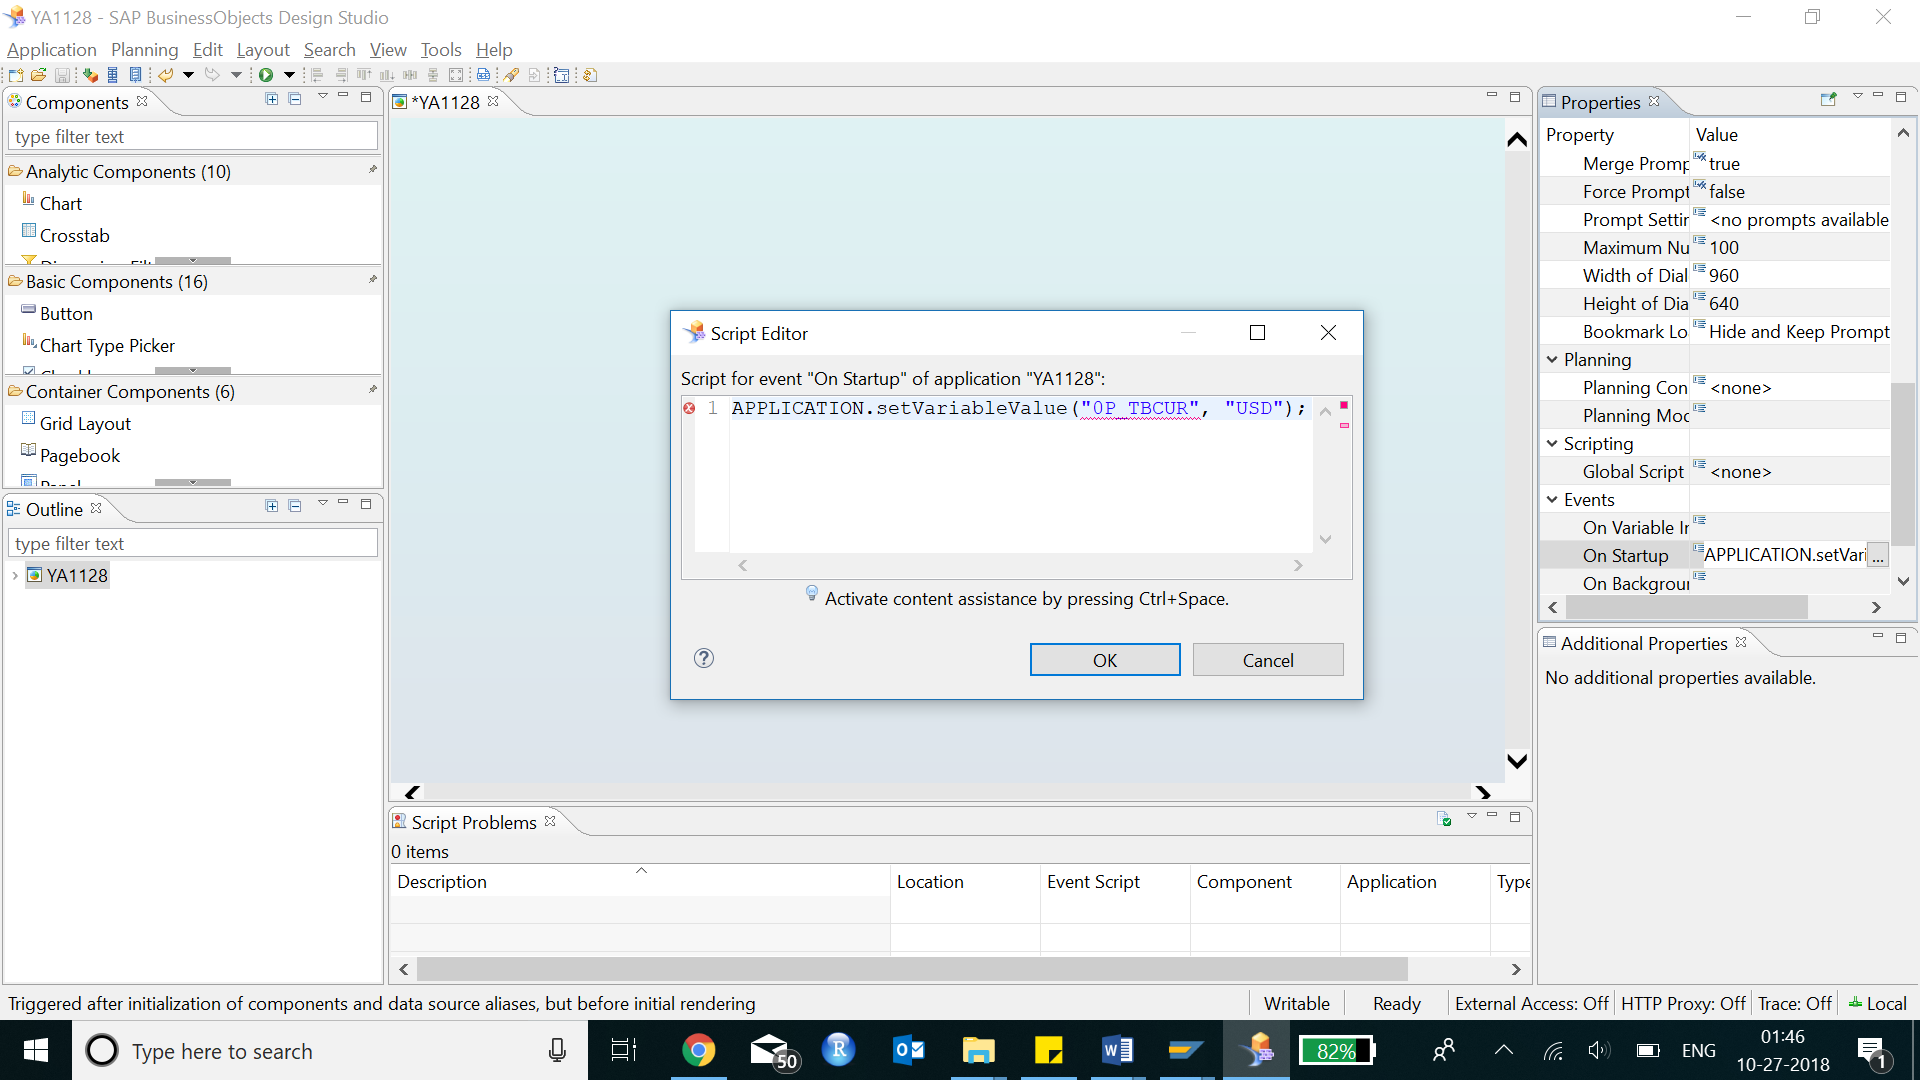 YA1128 - SAP BusinessObjects Design Studio
Application Planning Edit Layout Search View Tools Help
Components
type filter text
Analytic Components (10)
Chart
Crosstab
Basic Components (16)
Button
Chart Type Picker
Container Components (6)
Grid Layout
Pagebook
Panel
Outline
type filter text
YA1128
*YA1128
Script Editor
Script for event "On Startup" of application "YA1128":
1 APPLICATION.setVariableValue("0P_TBCUR", "USD");
Activate content assistance by pressing Ctrl+Space.
OK Cancel
Script Problems
0 items
Description Location Event Script Component Application Type
Properties
Property Value
Merge Promp true
Force Prompt false
Prompt Settir <no prompts available
Maximum Nu 100
Width of Dial 960
Height of Dia 640
Bookmark Lo Hide and Keep Prompt
Planning
Planning Con <none>
Planning Moc
Scripting
Global Script <none>
Events
On Variable Ir
On Startup APPLICATION.setVari ...
On Backgrour
Additional Properties
No additional properties available.
Triggered after initialization of components and data source aliases, but before initial rendering
Writable Ready External Access: Off HTTP Proxy: Off Trace: Off Local
Type here to search
50
R
82%
ENG
01:46
10-27-2018
1